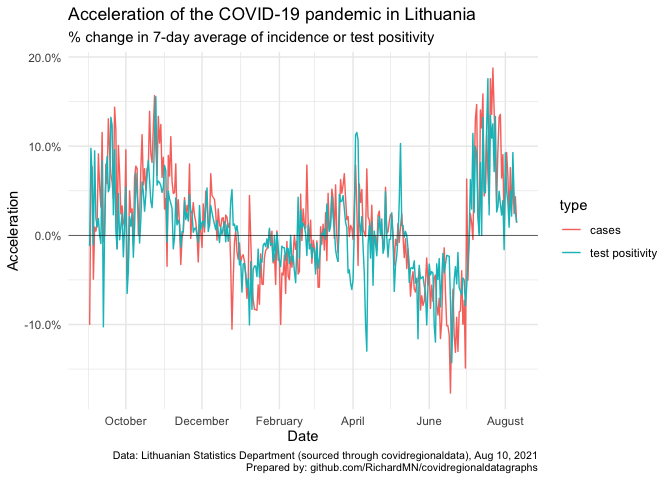 Acceleration of the COVID-19 pandemic in Lithuania
% change in 7-day average of incidence or test positivity
20.0%
10.0%
0.0%
-10.0%
Acceleration
October December February April June August
Date
type
cases
test positivity
Data: Lithuanian Statistics Department (sourced through covidregionaldata), Aug 10, 2021
Prepared by: github.com/RichardMN/covidregionaldatagraphs